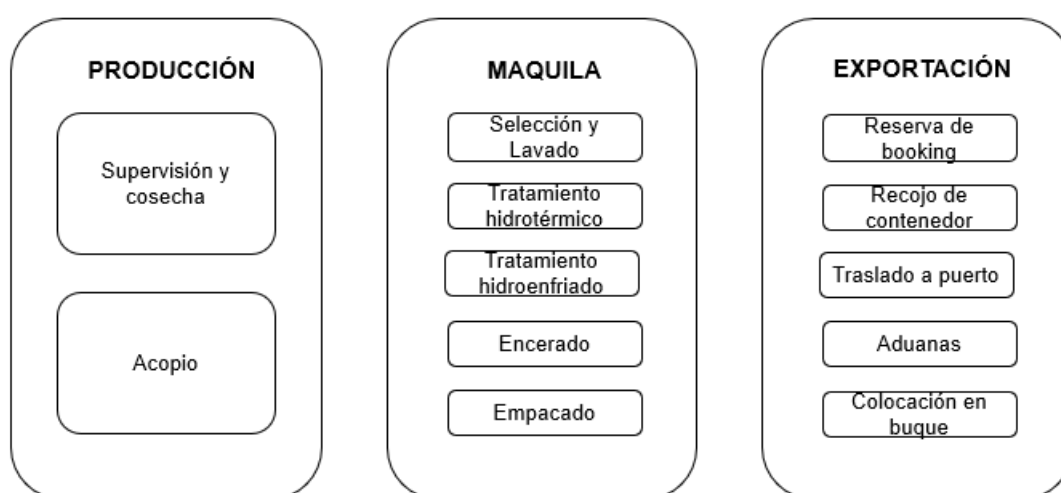 PRODUCCIÓN
Supervisión y
cosecha
Acopio
MAQUILA
Selección y
Lavado
Tratamiento
hidrotérmico
Tratamiento
hidroenfriado
Encerado
Empacado
EXPORTACIÓN
Reserva de
booking
Recojo de
contenedor
Traslado a puerto
Aduanas
Colocación en
buque